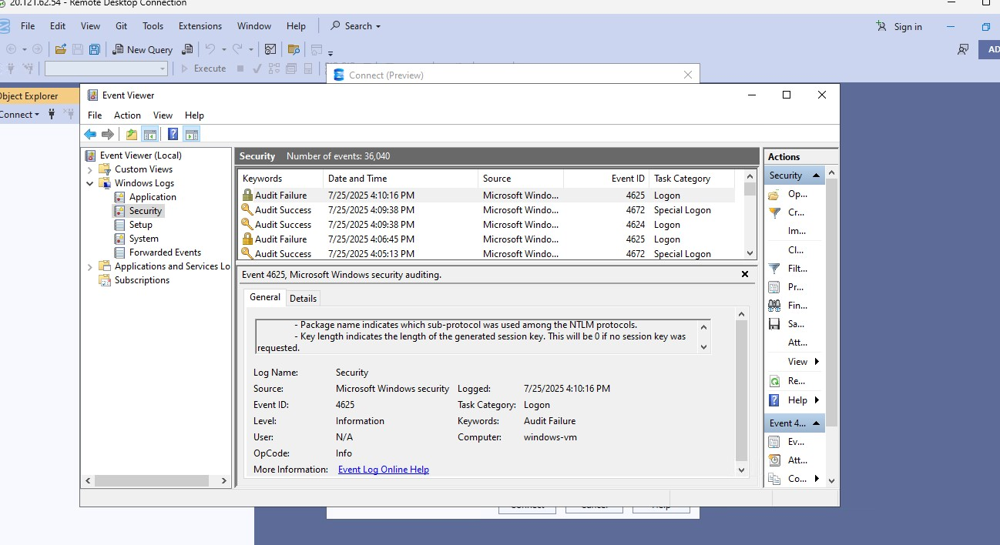 20.121.62.54 - Remote Desktop Connection
File Edit View Git Tools Extensions Window Help Search Sign in
New Query AD
Execute
Connect (Preview)
Object Explorer
Connect
Event Viewer
File Action View Help
Event Viewer (Local)
Custom Views
Windows Logs
Application
Security
Setup
System
Forwarded Events
Applications and Services Lo
Subscriptions
Security Number of events: 36,040
Keywords Date and Time Source Event ID Task Category
Audit Failure 7/25/2025 4:10:16 PM Microsoft Windo... 4625 Logon
Audit Success 7/25/2025 4:09:38 PM Microsoft Windo... 4672 Special Logon
Audit Success 7/25/2025 4:09:38 PM Microsoft Windo... 4624 Logon
Audit Failure 7/25/2025 4:06:45 PM Microsoft Windo... 4625 Logon
Audit Success 7/25/2025 4:05:13 PM Microsoft Windo... 4672 Special Logon
Event 4625, Microsoft Windows security auditing.
General Details
- Package name indicates which sub-protocol was used among the NTLM protocols.
- Key length indicates the length of the generated session key. This will be 0 if no session key was
requested.
Log Name: Security
Source: Microsoft Windows security Logged: 7/25/2025 4:10:16 PM
Event ID: 4625 Task Category: Logon
Level: Information Keywords: Audit Failure
User: N/A Computer: windows-vm
OpCode: Info
More Information: Event Log Online Help
Actions
Security
Op...
Cr...
Im...
Cl...
Filt...
Pr...
Fin...
Sa...
Att...
View
Re...
Help
Event 4...
Ev...
Att...
Co...
Connect Cancel Help